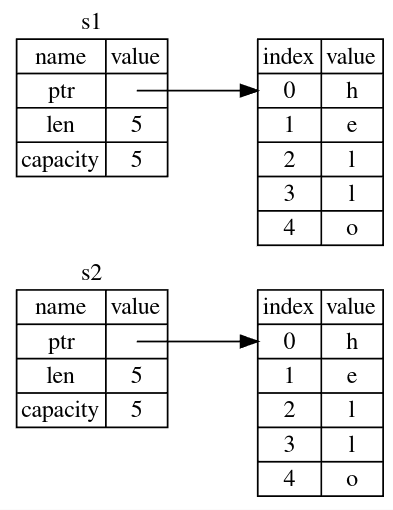 s1
name value index value
ptr 0 h
len 5 1 e
capacity 5 2 l
3 l
4 o
s2
name value index value
ptr 0 h
len 5 1 e
capacity 5 2 l
3 l
4 o